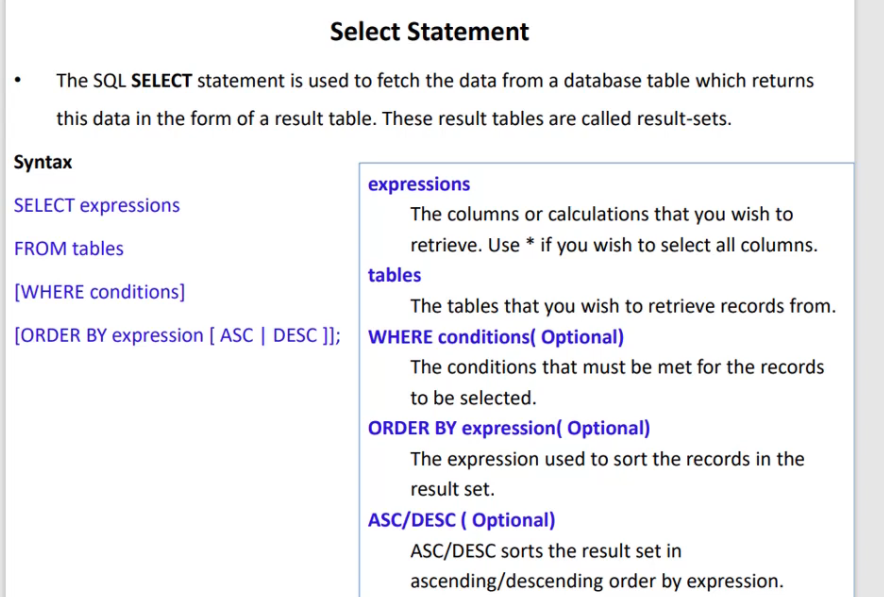 Select Statement
• The SQL SELECT statement is used to fetch the data from a database table which returns
this data in the form of a result table. These result tables are called result-sets.
Syntax
SELECT expressions
FROM tables
[WHERE conditions]
[ORDER BY expression [ ASC | DESC ]];
expressions
The columns or calculations that you wish to
retrieve. Use * if you wish to select all columns.
tables
The tables that you wish to retrieve records from.
WHERE conditions( Optional)
The conditions that must be met for the records
to be selected.
ORDER BY expression( Optional)
The expression used to sort the records in the
result set.
ASC/DESC ( Optional)
ASC/DESC sorts the result set in
ascending/descending order by expression.